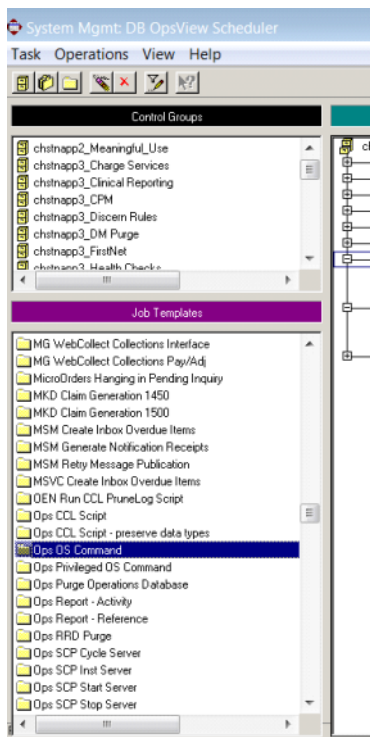 System Mgmt: DB OpsView Scheduler
Task Operations View Help
Control Groups
chstnapp2_Meaningful_Use
chstnapp3_Charge Services
chstnapp3_Clinical Reporting
chstnapp3_CPM
chstnapp3_Discern Rules
chstnapp3_DM Purge
chstnapp3_FirstNet
chstnapp3_Health Checks
Job Templates
MG WebCollect Collections Interface
MG WebCollect Collections Pay/Adj
MicroOrders Hanging in Pending Inquiry
MKD Claim Generation 1450
MKD Claim Generation 1500
MSM Create Inbox Overdue Items
MSM Generate Notification Receipts
MSM Retry Message Publication
MSVC Create Inbox Overdue Items
OEN Run CCL PruneLog Script
Ops CCL Script
Ops CCL Script - preserve data types
Ops OS Command
Ops Privileged OS Command
Ops Purge Operations Database
Ops Report - Activity
Ops Report - Reference
Ops RRD Purge
Ops SCP Cycle Server
Ops SCP Inst Server
Ops SCP Start Server
Ops SCP Stop Server